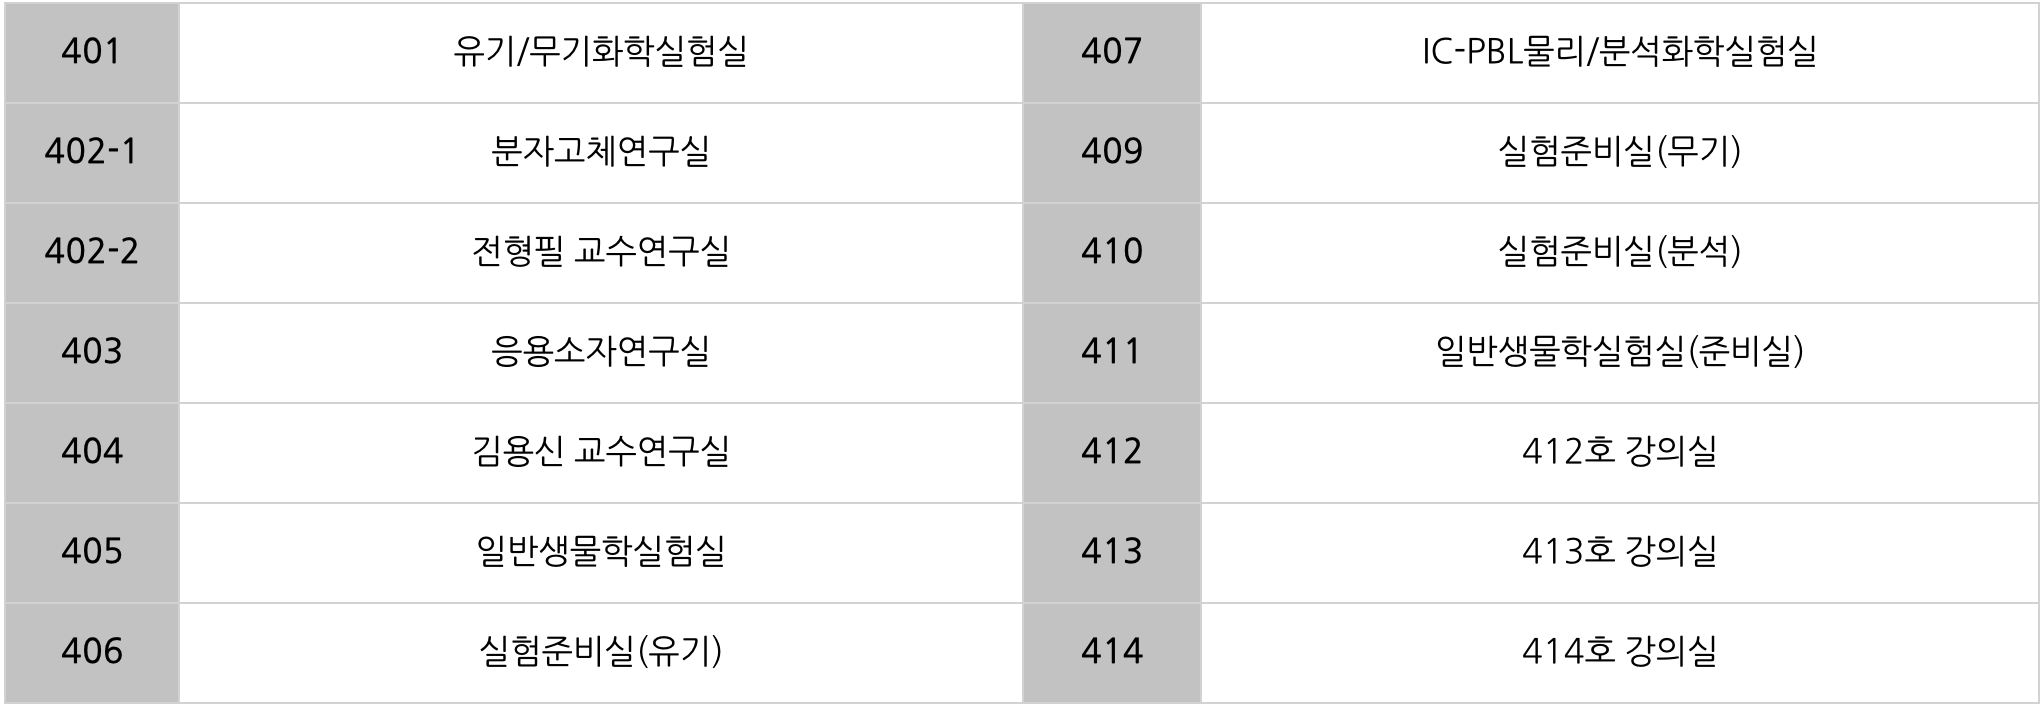 401 유기/무기화학실험실 407 IC-PBL물리/분석화학실험실
402-1 분자고체연구실 409 실험준비실(무기)
402-2 전형필 교수연구실 410 실험준비실(분석)
403 응용소자연구실 411 일반생물학실험실(준비실)
404 김용신 교수연구실 412 412호 강의실
405 일반생물학실험실 413 413호 강의실
406 실험준비실(유기) 414 414호 강의실